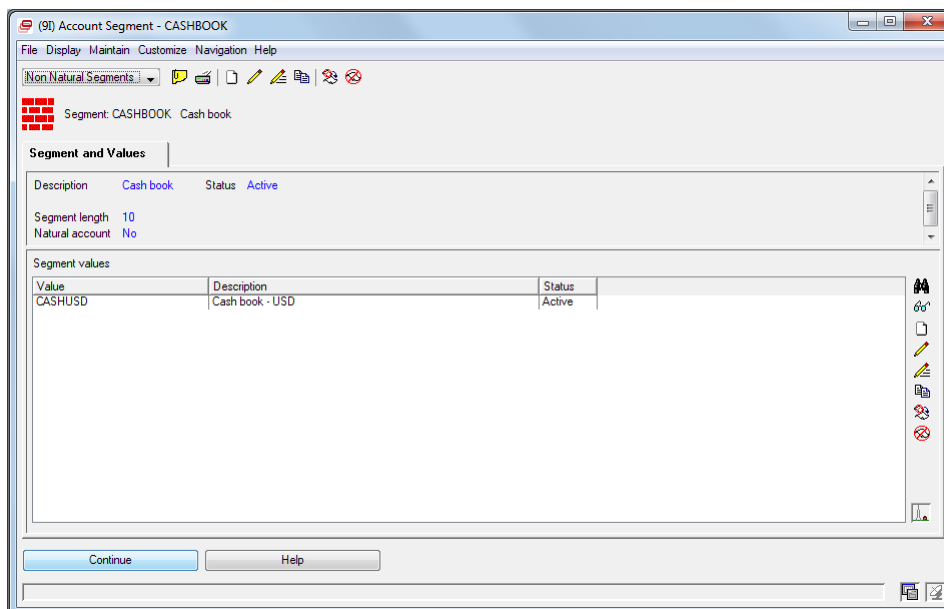 (9I) Account Segment - CASHBOOK
File Display Maintain Customize Navigation Help
Non Natural Segments
Segment: CASHBOOK Cash book
Segment and Values
Description Cash book Status Active
Segment length 10
Natural account No
Segment values
Value Description Status
CASHUSD Cash book - USD Active
Continue Help